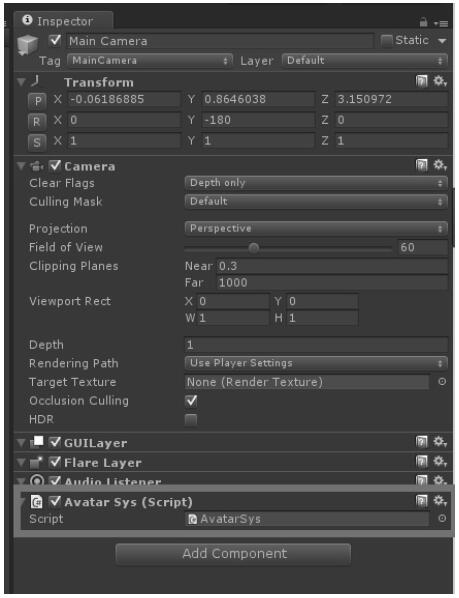 Inspector
Main Camera Static
Tag MainCamera Layer Default
Transform
P X -0.06186885 Y 0.8646038 Z 3.150972
R X 0 Y -180 Z 0
S X 1 Y 1 Z 1
Camera
Clear Flags Depth only
Culling Mask Default
Projection Perspective
Field of View 60
Clipping Planes Near 0.3
Far 1000
Viewport Rect X 0 Y 0
W 1 H 1
Depth 1
Rendering Path Use Player Settings
Target Texture None (Render Texture)
Occlusion Culling
HDR
GUILayer
Flare Layer
Audio Listener
Avatar Sys (Script)
Script AvatarSys
Add Component